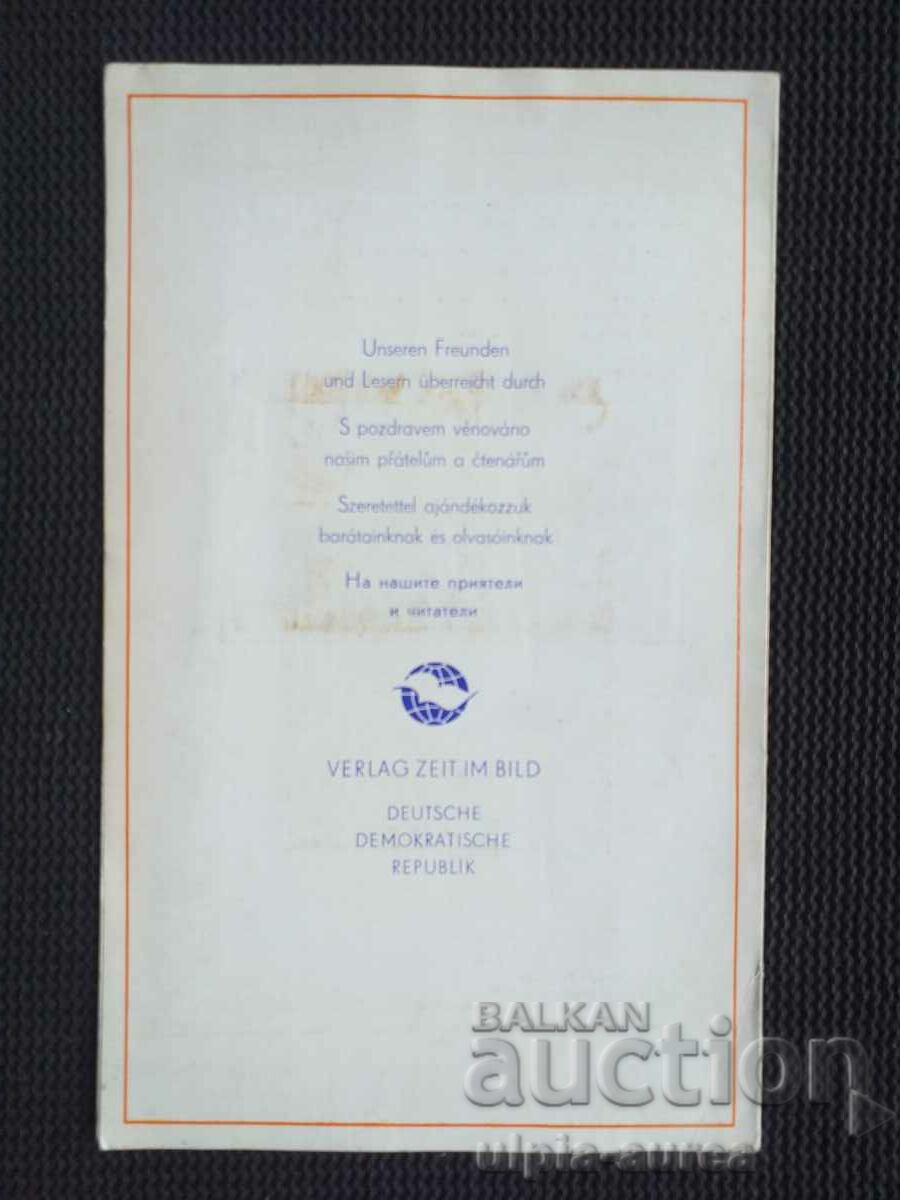 Unseren Freunden
und Lesern überreicht durch
S pozdravem věnováno
našim přátelům a čtenářům
Szeretettel ajándékozzuk
barátainknak és olvasóinknak
На нашите приятели
и читатели
VERLAG ZEIT IM BILD
DEUTSCHE
DEMOKRATISCHE
REPUBLIK
BALKAN
auction
ulpia-aurea